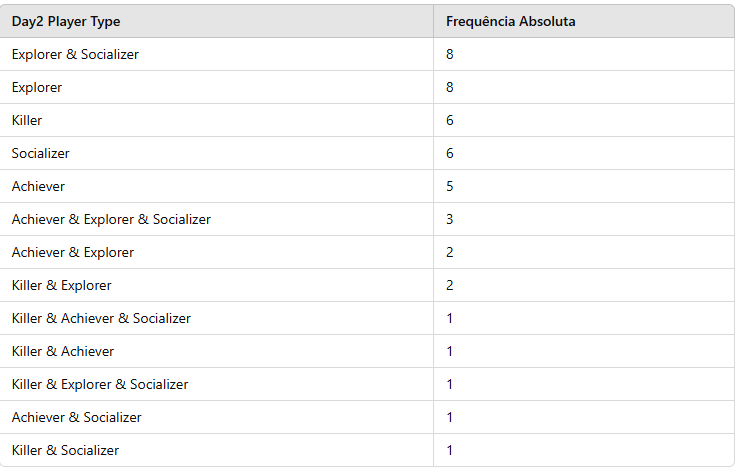 Day2 Player Type Frequência Absoluta
Explorer & Socializer 8
Explorer 8
Killer 6
Socializer 6
Achiever 5
Achiever & Explorer & Socializer 3
Achiever & Explorer 2
Killer & Explorer 2
Killer & Achiever & Socializer 1
Killer & Achiever 1
Killer & Explorer & Socializer 1
Achiever & Socializer 1
Killer & Socializer 1